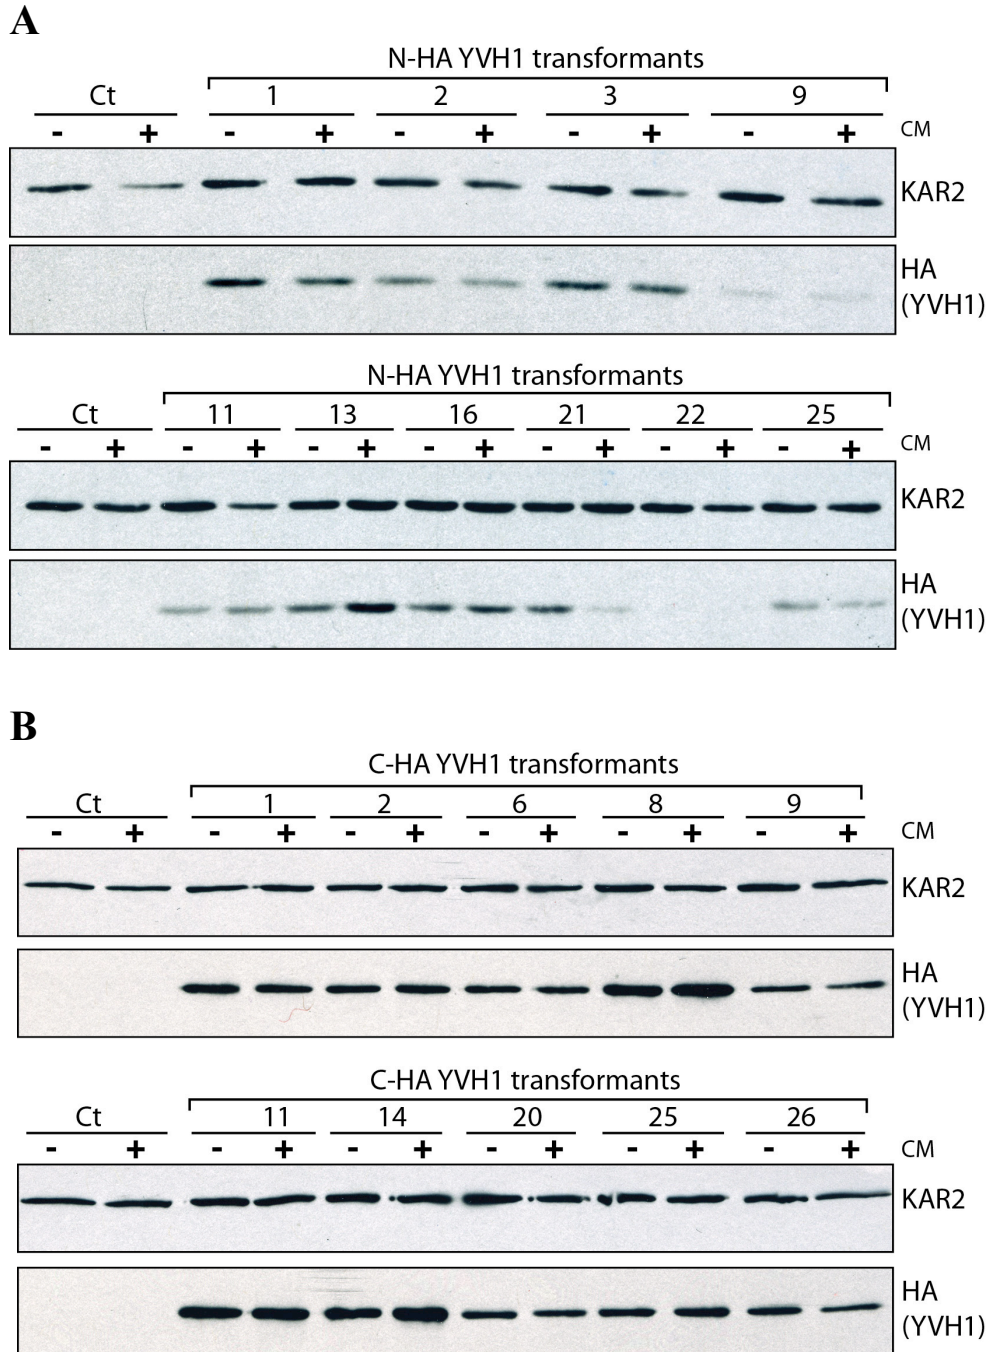 A
N-HA YVH1 transformants
Ct 1 2 3 9
- + - + - + - + - + CM
KAR2
HA
(YVH1)
N-HA YVH1 transformants
Ct 11 13 16 21 22 25
- + - + - + - + - + - + - + CM
KAR2
HA
(YVH1)
B
C-HA YVH1 transformants
Ct 1 2 6 8 9
- + - + - + - + - + - + CM
KAR2
HA
(YVH1)
C-HA YVH1 transformants
Ct 11 14 20 25 26
- + - + - + - + - + - + CM
KAR2
HA
(YVH1)